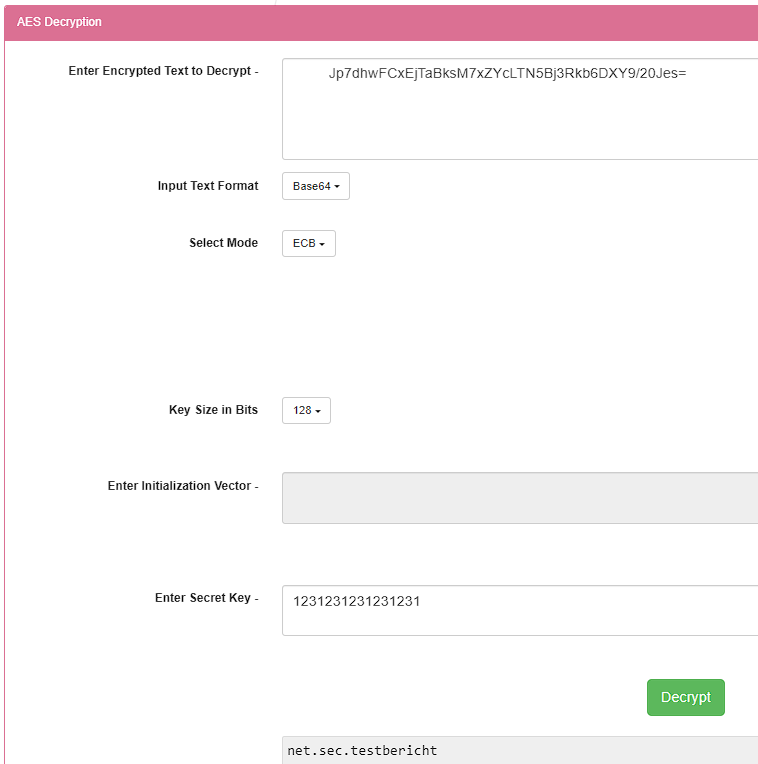 AES Decryption
Enter Encrypted Text to Decrypt -
Jp7dhwFCxEjTaBksM7xZYcLTN5Bj3Rkb6DXY9/20Jes=
Input Text Format
Base64
Select Mode
ECB
Key Size in Bits
128
Enter Initialization Vector -
Enter Secret Key -
1231231231231231
Decrypt
net.sec.testbericht